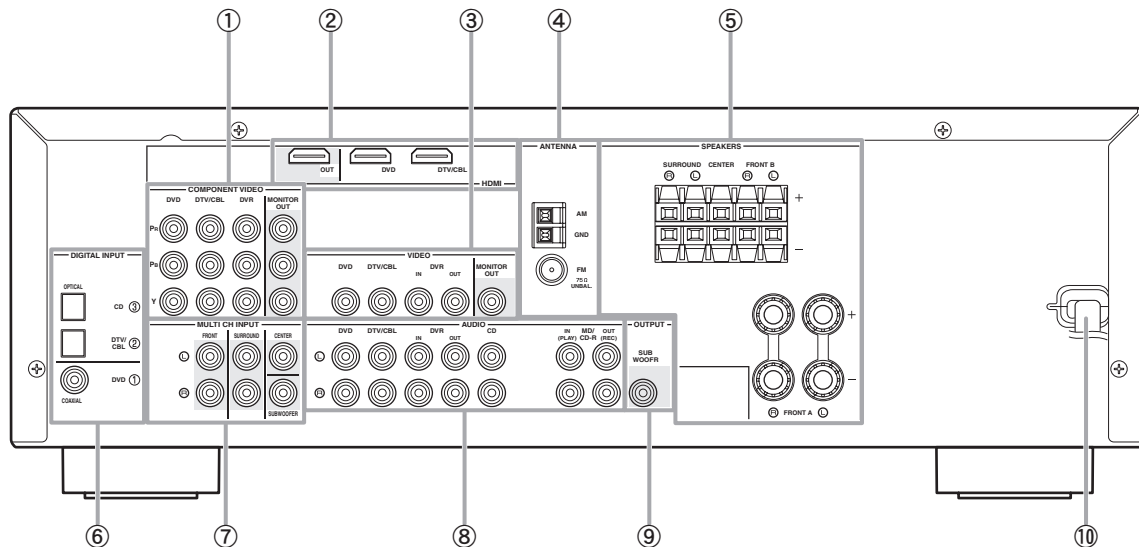 ① ② ③ ④ ⑤
ANTENNA SPEAKERS
SURROUND CENTER FRONT B
R L R L
OUT DVD DTV/CBL
HDMI
COMPONENT VIDEO
DVD DTV/CBL DVR MONITOR OUT
PR
PB
Y
AM
GND
FM
75Ω
UNBAL.
+
–
VIDEO
DVD DTV/CBL DVR MONITOR OUT
IN OUT
DIGITAL INPUT
OPTICAL
CD ③
DTV/
CBL ②
DVD ①
COAXIAL
MULTI CH INPUT
FRONT SURROUND CENTER
L
R
SUBWOOFER
AUDIO
DVD DTV/CBL DVR CD IN MD/ OUT
IN OUT (PLAY) CD-R (REC)
L
R
OUTPUT
SUB
WOOFR
+
–
R FRONT A L
⑥ ⑦ ⑧ ⑨ ⑩